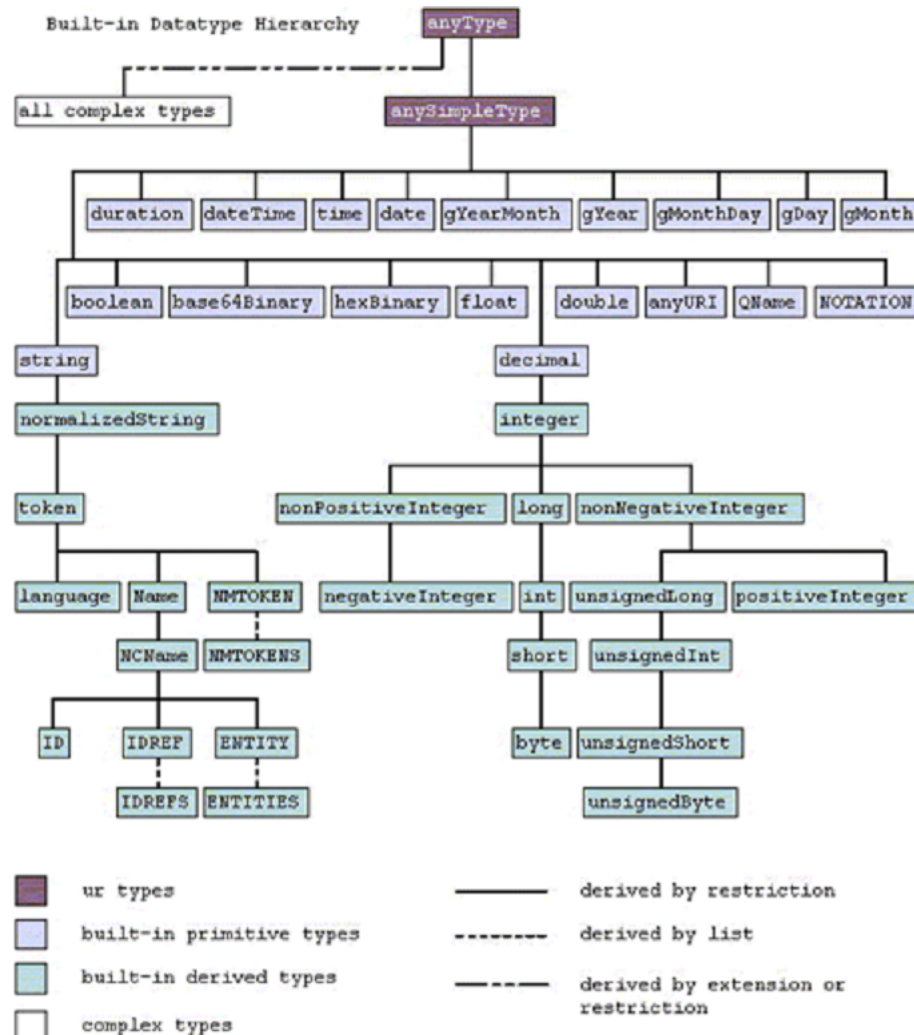 Built-in Datatype Hierarchy
anyType
all complex types
anySimpleType
duration dateTime time date gYearMonth gYear gMonthDay gDay gMonth
boolean base64Binary hexBinary float double anyURI QName NOTATION
string decimal
normalizedString integer
token nonPositiveInteger long nonNegativeInteger
language Name NMTOKEN negativeInteger int unsignedLong positiveInteger
NCName NMTOKENS short unsignedInt
ID IDREF ENTITY byte unsignedShort
IDREFS ENTITIES unsignedByte
ur types derived by restriction
built-in primitive types derived by list
built-in derived types derived by extension or
restriction
complex types